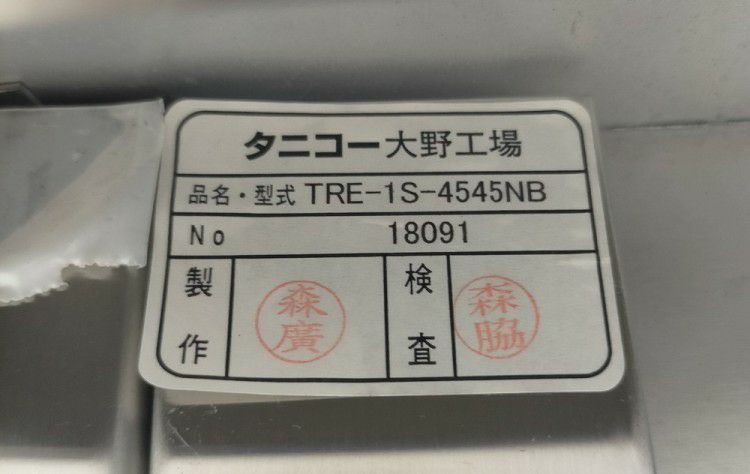 タニコー大野工場
品名・型式 TRE-1S-4545NB
No 18091
製作 森廣 検査 森脇